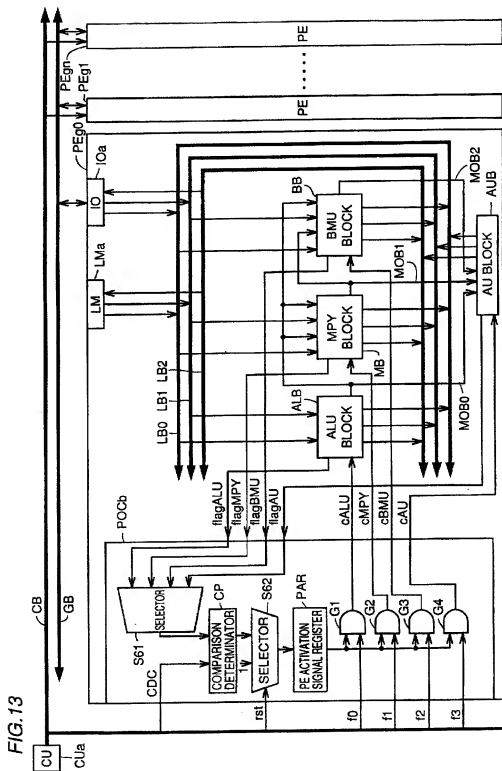 FIG.13
CU
CUa
CB
GB
POCb
PEg0
PEg1
PEgn
PE
PE
LM
LMa
IO
IOa
LB0
LB1
LB2
ALB
ALU
BLOCK
MPY
BLOCK
MB
BMU
BLOCK
BB
AU BLOCK
AUB
MOB0
MOB1
MOB2
flagALU
flagMPY
flagBMU
flagAU
cALU
cMPY
cBMU
cAU
SELECTOR
S61
CDC
COMPARISON
DETERMINATOR
CP
1
SELECTOR
S62
rst
PE ACTIVATION
SIGNAL REGISTER
PAR
G1
G2
G3
G4
f0
f1
f2
f3